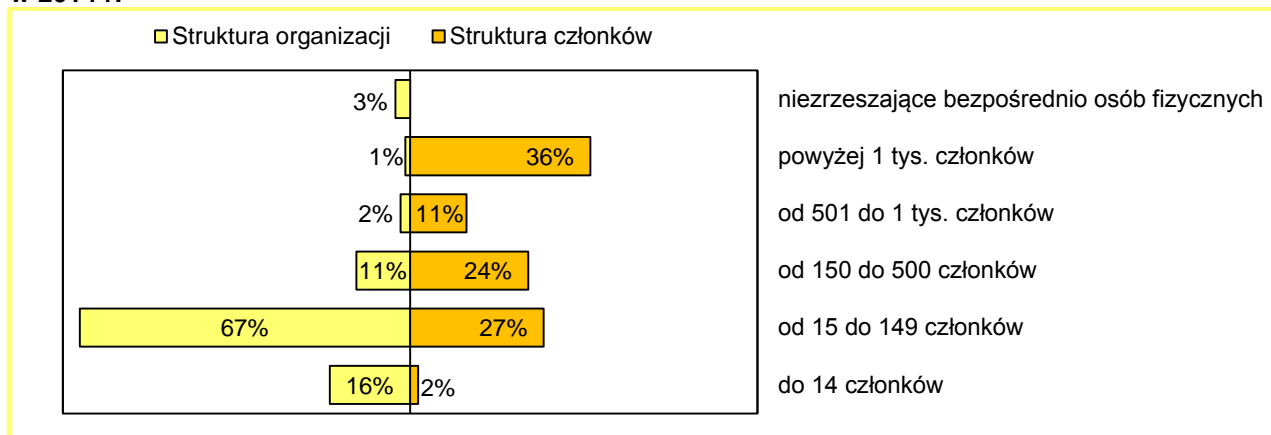 Struktura organizacji Struktura członków
3% niezrzeszające bezpośrednio osób fizycznych
1% 36% powyżej 1 tys. członków
2% 11% od 501 do 1 tys. członków
11% 24% od 150 do 500 członków
67% 27% od 15 do 149 członków
16% 2% do 14 członków